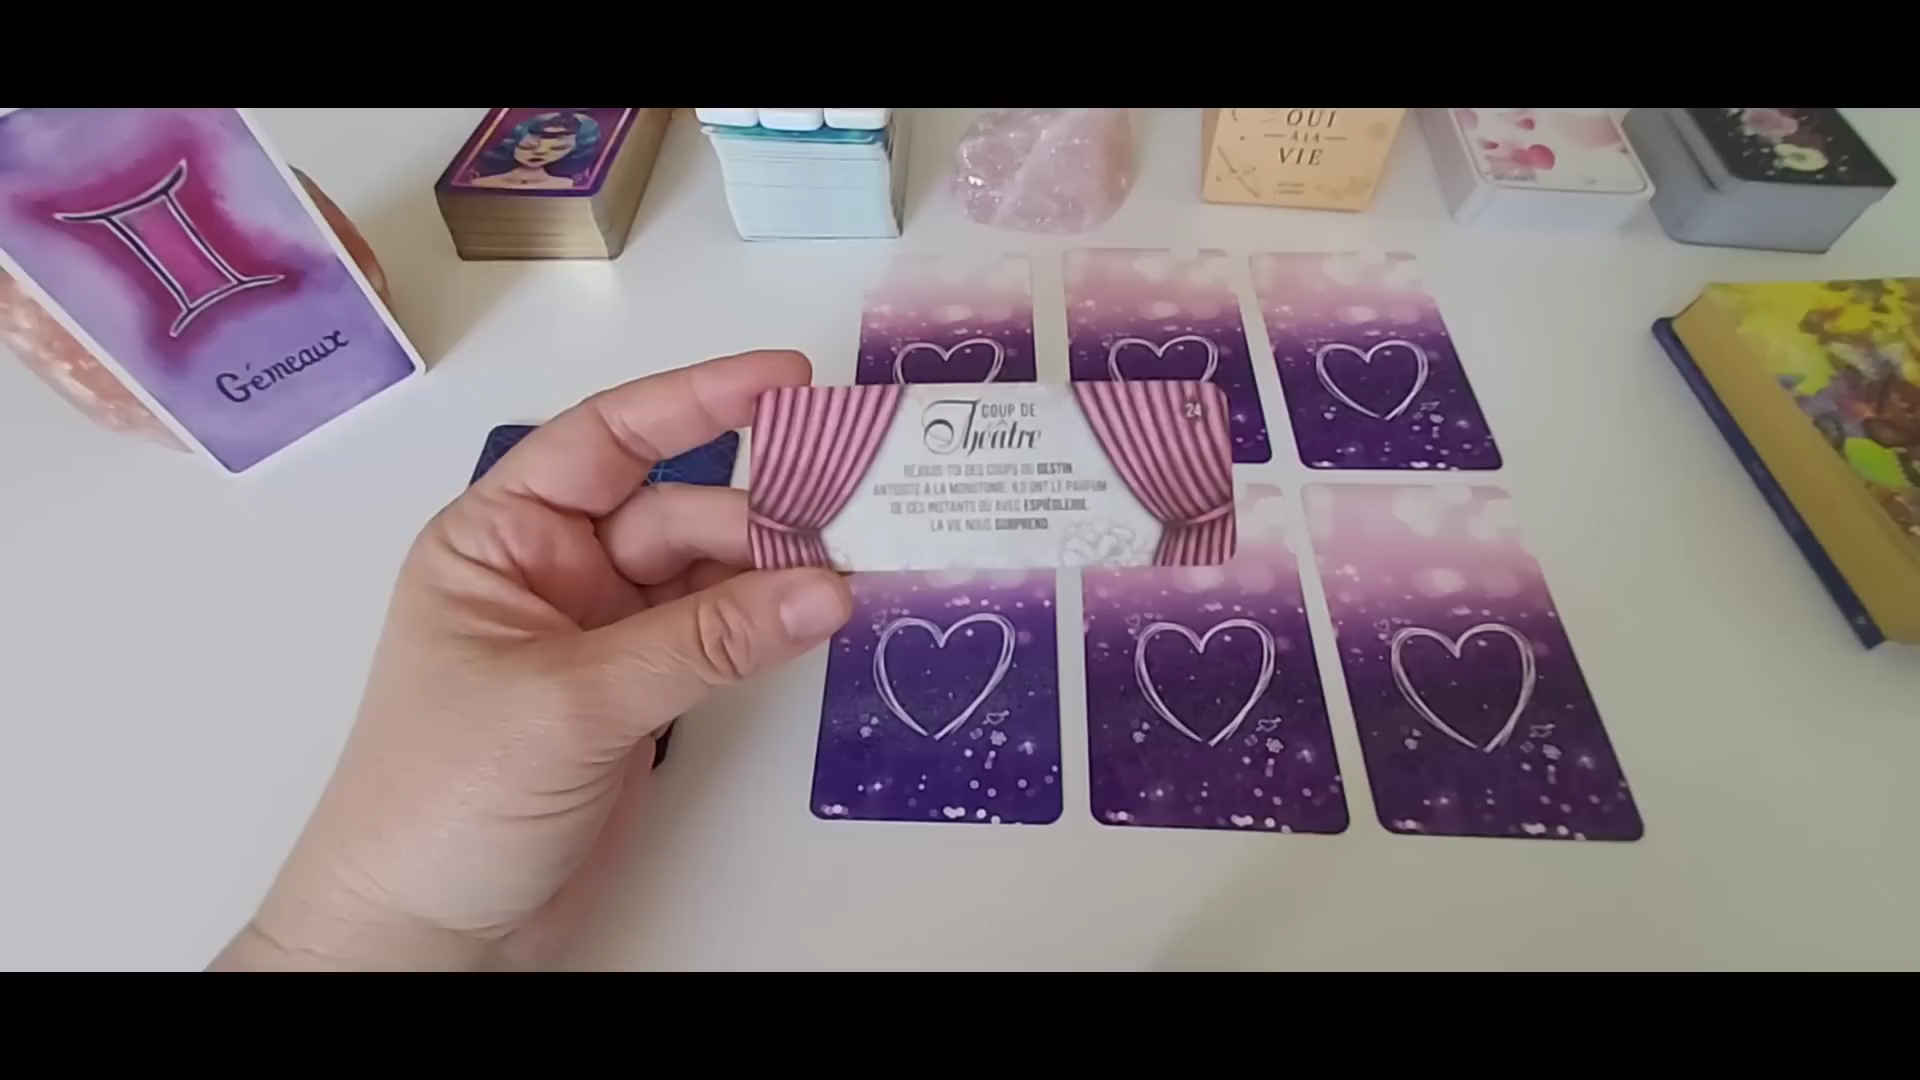 OUI
À LA
VIE
Gémeaux
24
COUP DE
Théâtre
RÉJOUIS-TOI DES COUPS DU DESTIN
ANTIDOTE À LA MONOTONIE, ILS ONT LE PARFUM
DE CES INSTANTS OÙ AVEC ESPIÈGLERIE,
LA VIE NOUS SURPREND.